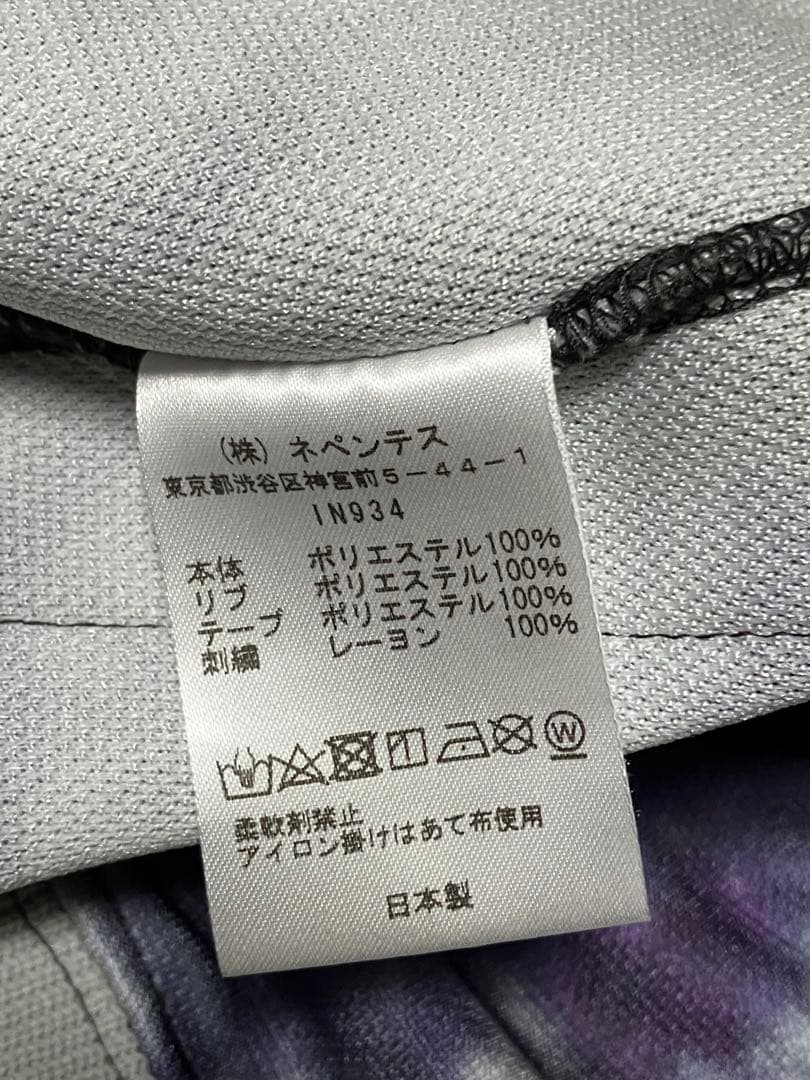 (株) ネペンテス
東京都渋谷区神宮前5-44-1
IN934
本体 ポリエステル100%
リブ ポリエステル100%
テープ ポリエステル100%
刺繍 レーヨン 100%
W
柔軟剤禁止
アイロン掛けはあて布使用
日本製